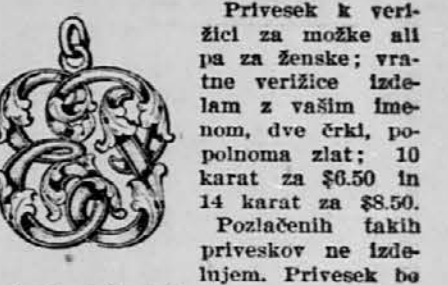 Privesek k veri-
žici za možke ali
pa za ženske; vra-
tne verižice izde-
lam z vašim ime-
nom, dve črki, po-
polnoma zlat; 10
karat za $6.50 in
14 karat za $8.50.
Pozlačenih takih
priveskov ne izde-
lujem. Privesek bo